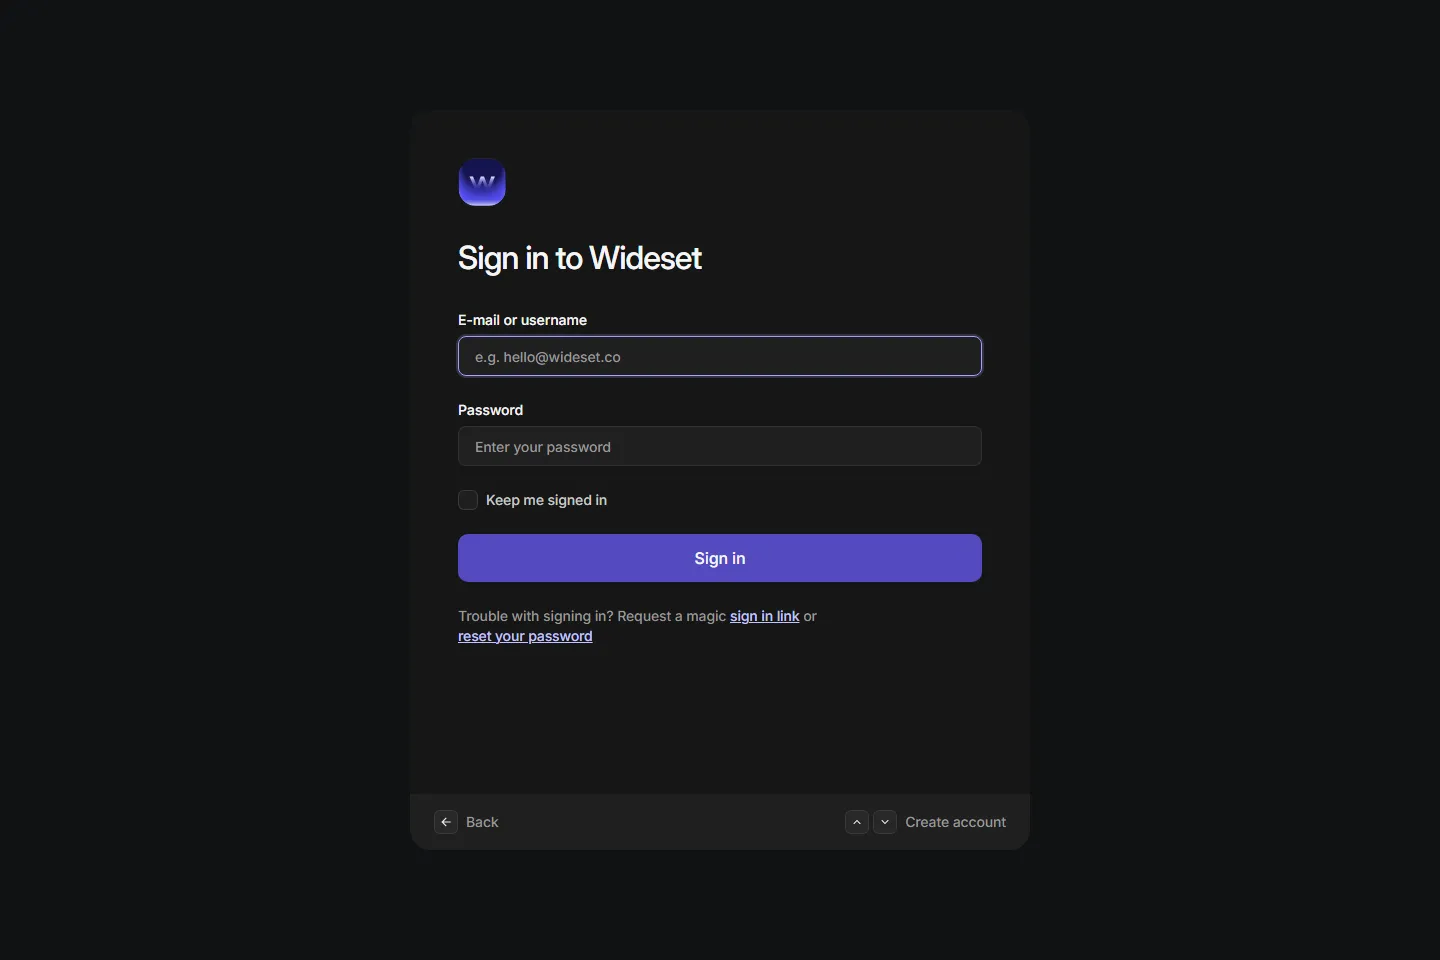 W
Sign in to Wideset
E-mail or username
e.g. hello@wideset.co
Password
Enter your password
Keep me signed in
Sign in
Trouble with signing in? Request a magic sign in link or
reset your password
Back
Create account